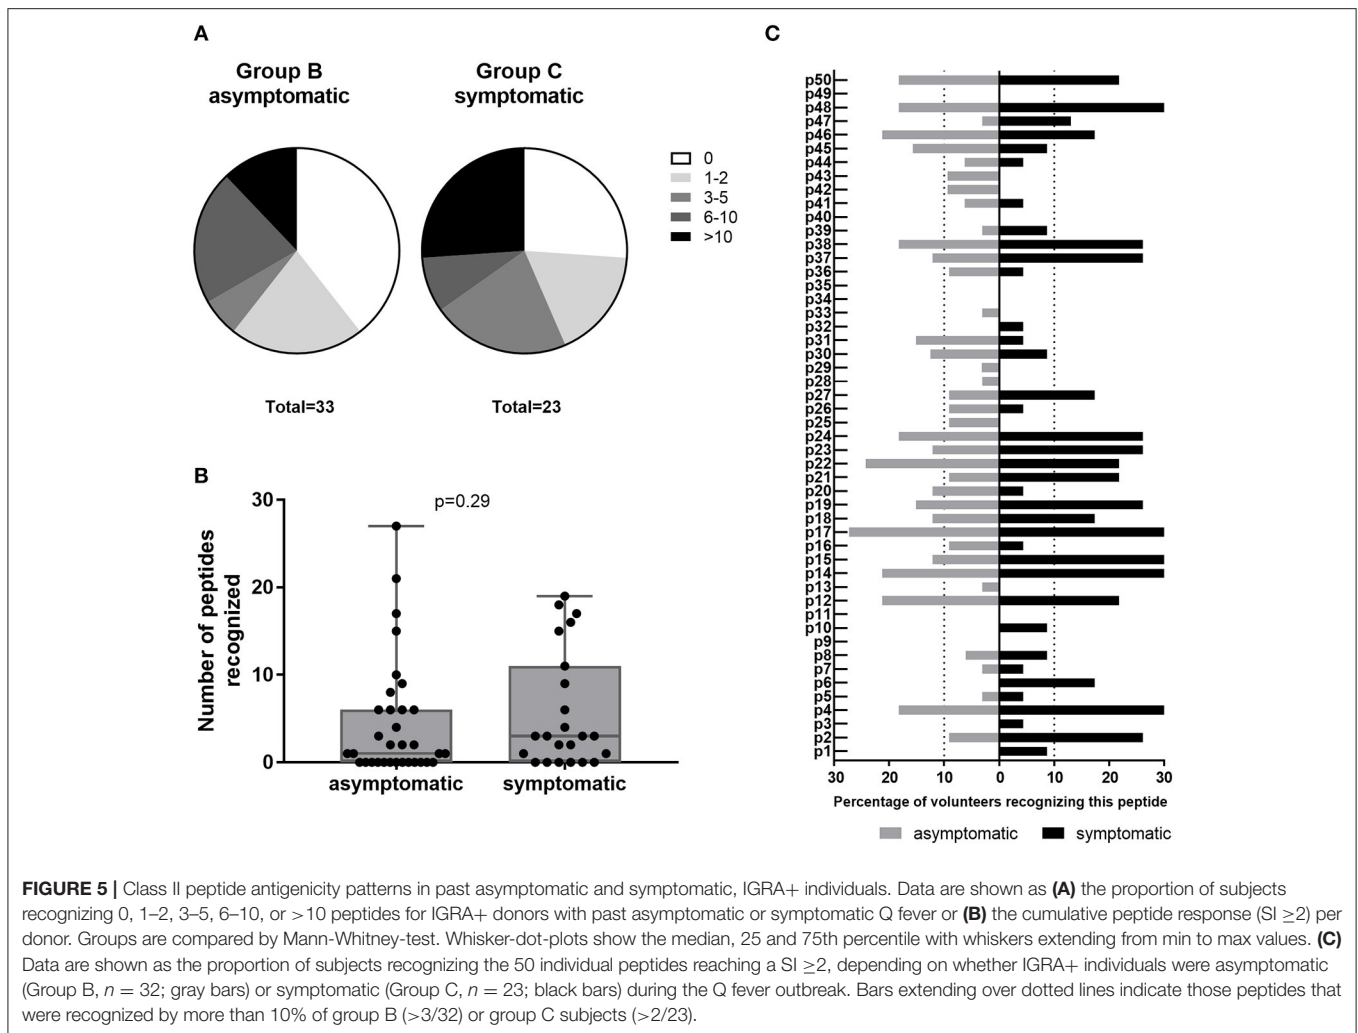 A
Group B
asymptomatic
Group C
symptomatic
0
1-2
3-5
6-10
>10
Total=33
Total=23
B
p=0.29
Number of peptides
recognized
30
20
10
0
asymptomatic
symptomatic
C
p50
p49
p48
p47
p46
p45
p44
p43
p42
p41
p40
p39
p38
p37
p36
p35
p34
p33
p32
p31
p30
p29
p28
p27
p26
p25
p24
p23
p22
p21
p20
p19
p18
p17
p16
p15
p14
p13
p12
p11
p10
p9
p8
p7
p6
p5
p4
p3
p2
p1
30 20 10 0 10 20 30
Percentage of volunteers recognizing this peptide
asymptomatic symptomatic
FIGURE 5 | Class II peptide antigenicity patterns in past asymptomatic and symptomatic, IGRA+ individuals. Data are shown as (A) the proportion of subjects
recognizing 0, 1–2, 3–5, 6–10, or >10 peptides for IGRA+ donors with past asymptomatic or symptomatic Q fever or (B) the cumulative peptide response (SI ≥2) per
donor. Groups are compared by Mann-Whitney-test. Whisker-dot-plots show the median, 25 and 75th percentile with whiskers extending from min to max values. (C)
Data are shown as the proportion of subjects recognizing the 50 individual peptides reaching a SI ≥2, depending on whether IGRA+ individuals were asymptomatic
(Group B, n = 32; gray bars) or symptomatic (Group C, n = 23; black bars) during the Q fever outbreak. Bars extending over dotted lines indicate those peptides that
were recognized by more than 10% of group B (>3/32) or group C subjects (>2/23).